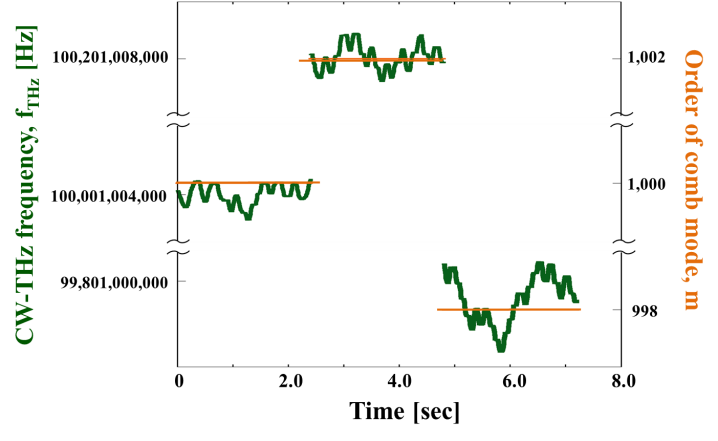 CW-THz frequency, f_THz [Hz]
100,201,008,000
100,001,004,000
99,801,000,000
1,002
1,000
998
Order of comb mode, m
0 2.0 4.0 6.0 8.0
Time [sec]